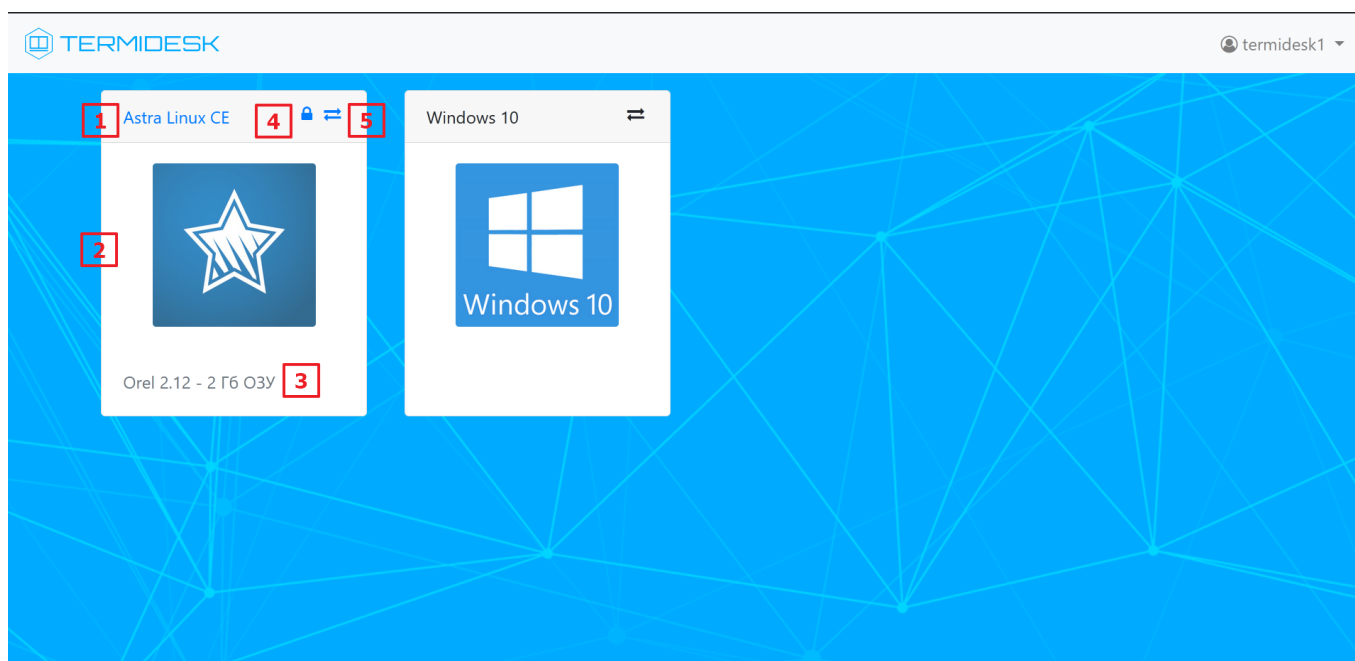 TERMIDESK
termidesk1
1 Astra Linux CE 4 5
Windows 10
2
Windows 10
Orel 2.12 - 2 Гб ОЗУ 3